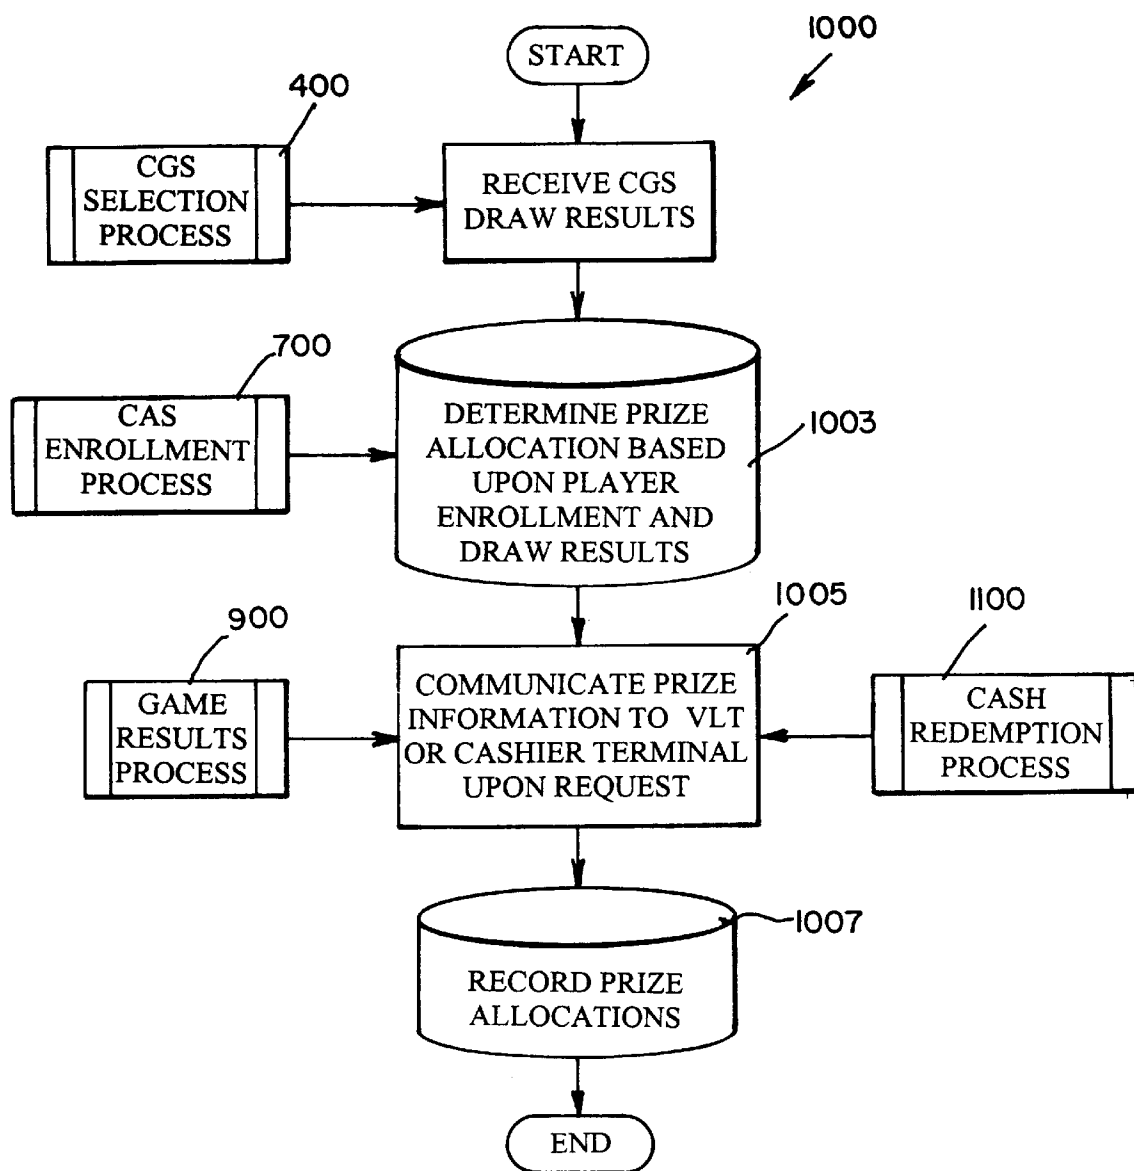 1000
START
400
CGS
SELECTION
PROCESS
RECEIVE CGS
DRAW RESULTS
700
CAS
ENROLLMENT
PROCESS
DETERMINE PRIZE
ALLOCATION BASED
UPON PLAYER
ENROLLMENT AND
DRAW RESULTS
1003
900
GAME
RESULTS
PROCESS
COMMUNICATE PRIZE
INFORMATION TO VLT
OR CASHIER TERMINAL
UPON REQUEST
1005
1100
CASH
REDEMPTION
PROCESS
RECORD PRIZE
ALLOCATIONS
1007
END